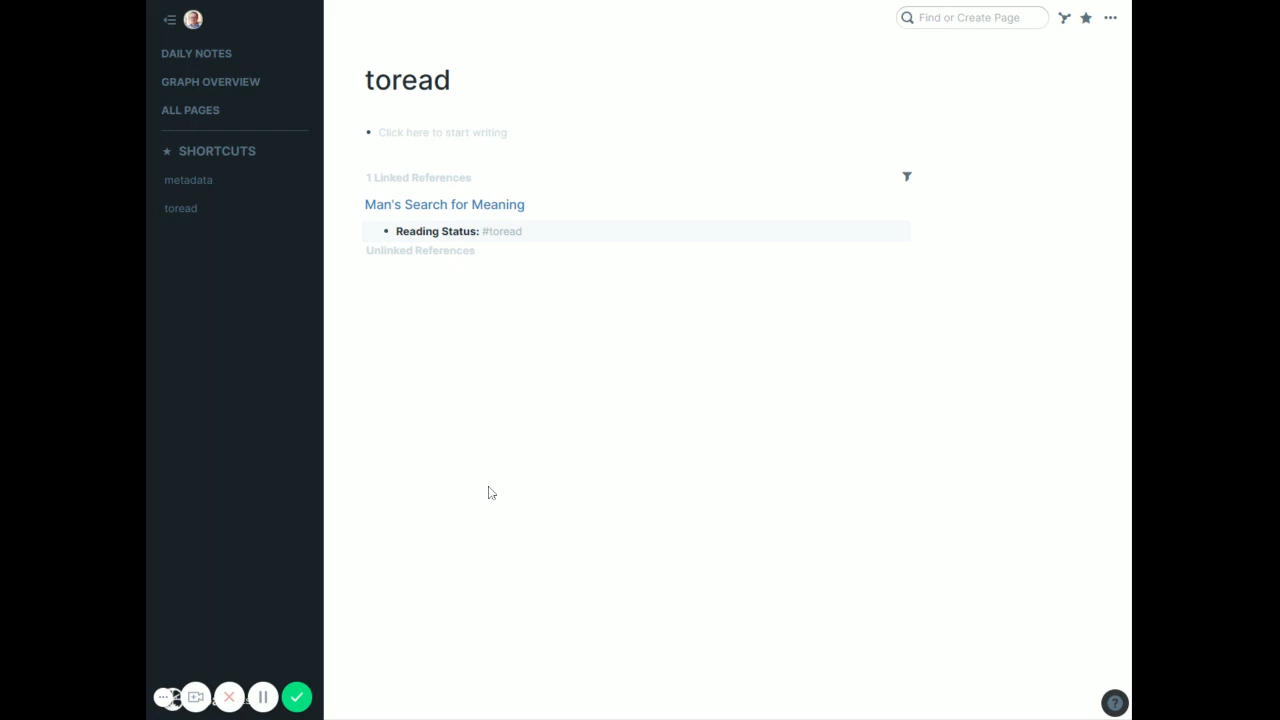 DAILY NOTES
GRAPH OVERVIEW
ALL PAGES
★ SHORTCUTS
metadata
toread
Find or Create Page
toread
• Click here to start writing
1 Linked References
Man's Search for Meaning
• Reading Status: #toread
Unlinked References
?